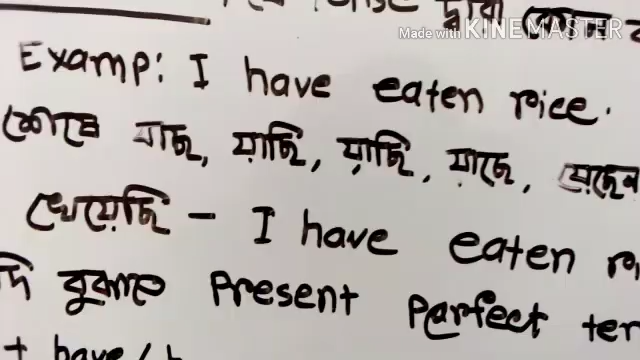 দ্বারা কোন
Made with KINEMASTER
Examp: I have eaten rice.
শেষে য়াছ, য়াছি, য়াছি, য়াছে, য়েছেন
খেয়েছি - I have eaten
বুঝাতে Present Perfect
+ have/